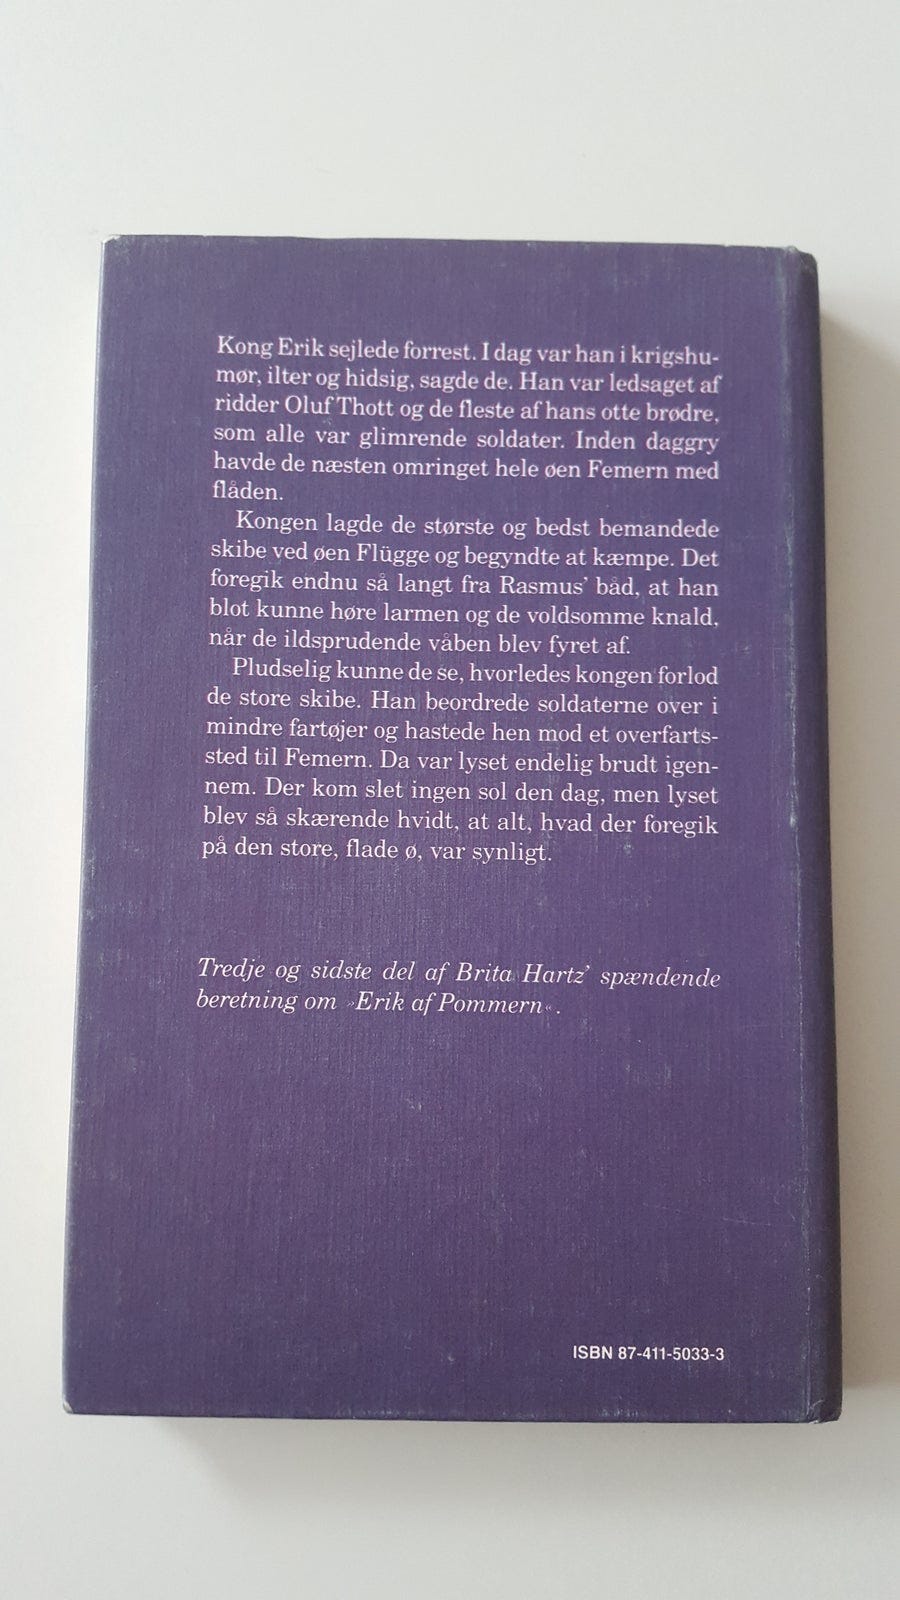 Kong Erik sejlede forrest. I dag var han i krigshu-
mør, ilter og hidsig, sagde de. Han var ledsaget af
ridder Oluf Thott og de fleste af hans otte brødre,
som alle var glimrende soldater. Inden daggry
havde de næsten omringet hele øen Femern med
flåden.
Kongen lagde de største og bedst bemandede
skibe ved øen Flügge og begyndte at kæmpe. Det
foregik endnu så langt fra Rasmus' båd, at han
blot kunne høre larmen og de voldsomme knald,
når de ildsprudende våben blev fyret af.
Pludselig kunne de se, hvorledes kongen forlod
de store skibe. Han beordrede soldaterne over i
mindre fartøjer og hastede hen mod et overfarts-
sted til Femern. Da var lyset endelig brudt igen-
nem. Der kom slet ingen sol den dag, men lyset
blev så skærende hvidt, at alt, hvad der foregik
på den store, flade ø, var synligt.
Tredje og sidste del af Brita Hartz' spændende
beretning om »Erik af Pommern«.
ISBN 87-411-5033-3